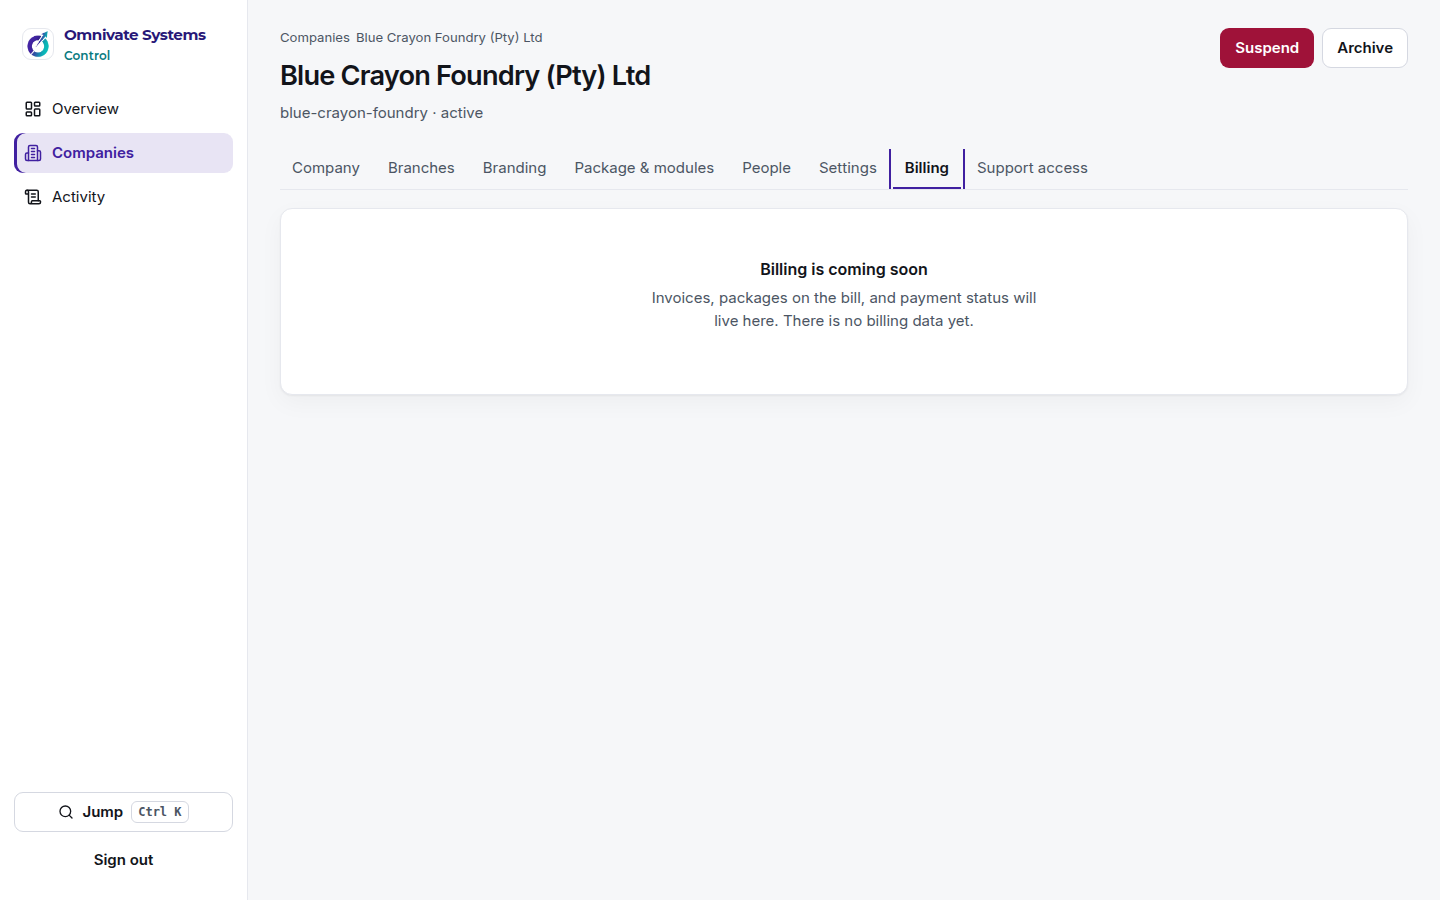 Omnivate Systems
Control
Overview
Companies
Activity
Jump Ctrl K
Sign out
Companies Blue Crayon Foundry (Pty) Ltd
Blue Crayon Foundry (Pty) Ltd
blue-crayon-foundry · active
Suspend Archive
Company Branches Branding Package & modules People Settings Billing Support access
Billing is coming soon
Invoices, packages on the bill, and payment status will
live here. There is no billing data yet.